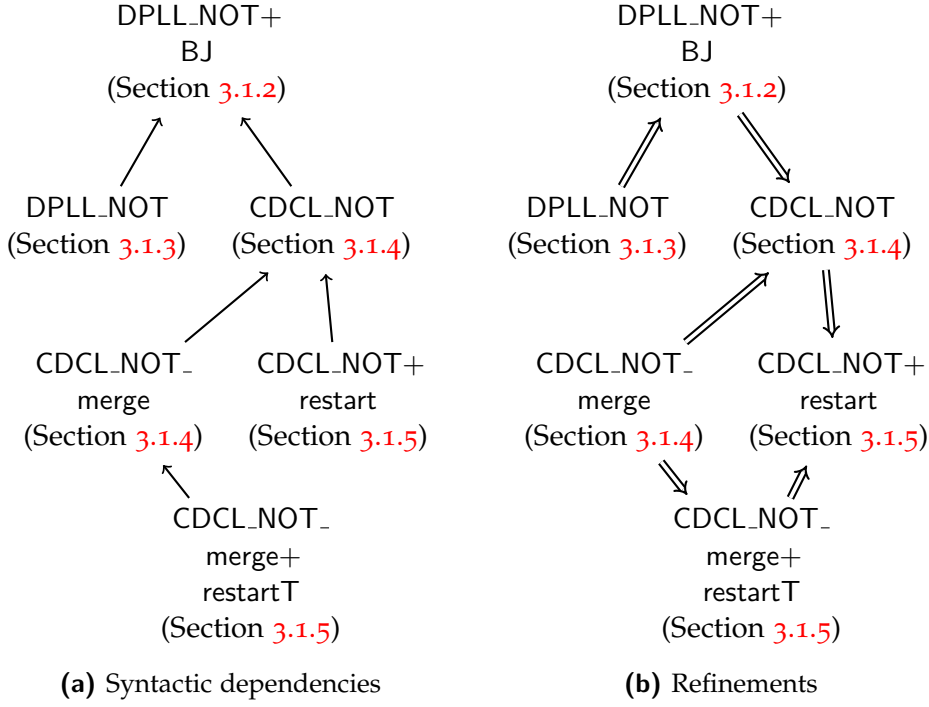 DPLL_NOT+
BJ
(Section 3.1.2)
DPLL_NOT
(Section 3.1.3)
CDCL_NOT
(Section 3.1.4)
CDCL_NOT_
merge
(Section 3.1.4)
CDCL_NOT+
restart
(Section 3.1.5)
CDCL_NOT_
merge+
restartT
(Section 3.1.5)
(a) Syntactic dependencies
DPLL_NOT+
BJ
(Section 3.1.2)
DPLL_NOT
(Section 3.1.3)
CDCL_NOT
(Section 3.1.4)
CDCL_NOT_
merge
(Section 3.1.4)
CDCL_NOT+
restart
(Section 3.1.5)
CDCL_NOT_
merge+
restartT
(Section 3.1.5)
(b) Refinements